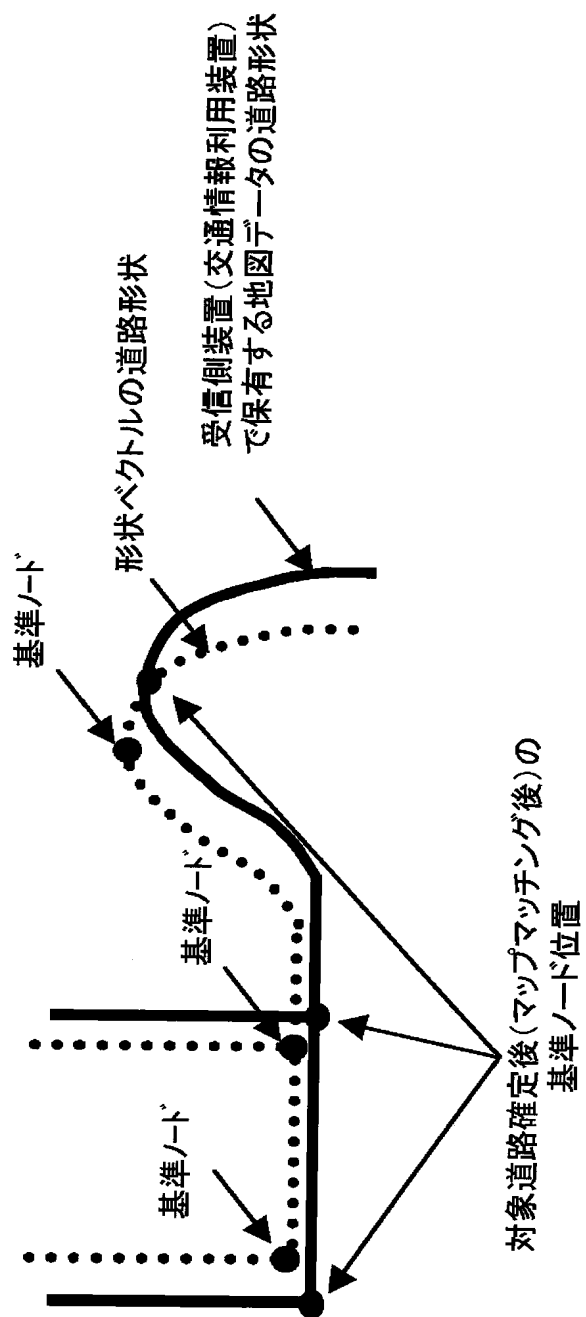 基準ノード
基準ノード
基準ノード
形状ベクトルの道路形状
受信側装置(交通情報利用装置)
で保有する地図データの道路形状
対象道路確定後(マップマッチング後)の
基準ノード位置